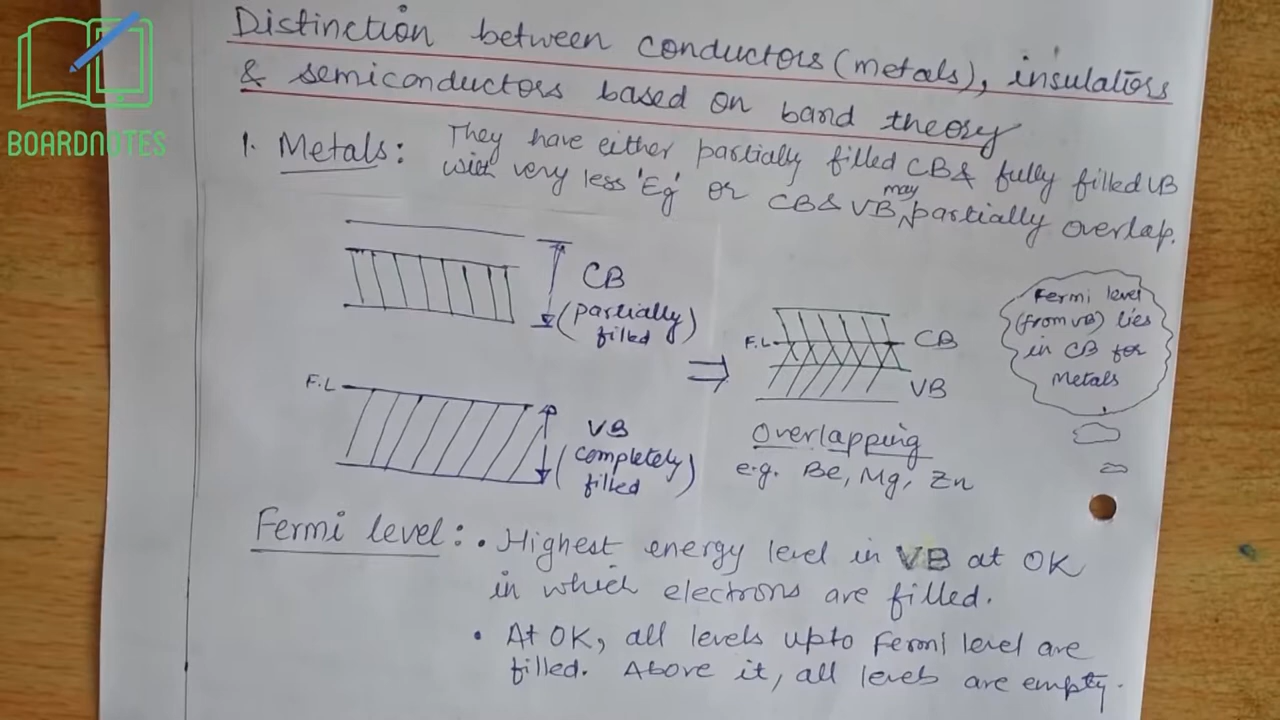 BOARDNOTES
Distinction between conductors (metals), insulators
& semiconductors based on band theory
1. Metals: They have either partially filled CB & fully filled VB
with very less 'Eg' or CB & VB may partially overlap.
CB
(partially)
filled
F.L
VB
(completely)
filled
⇒
F.L
CB
VB
Overlapping
e.g. Be, Mg, Zn
Fermi level
(from VB) lies
in CB for
Metals
Fermi level: • Highest energy level in VB at OK
in which electrons are filled.
• At OK, all levels upto Fermi level are
filled. Above it, all levels are empty.